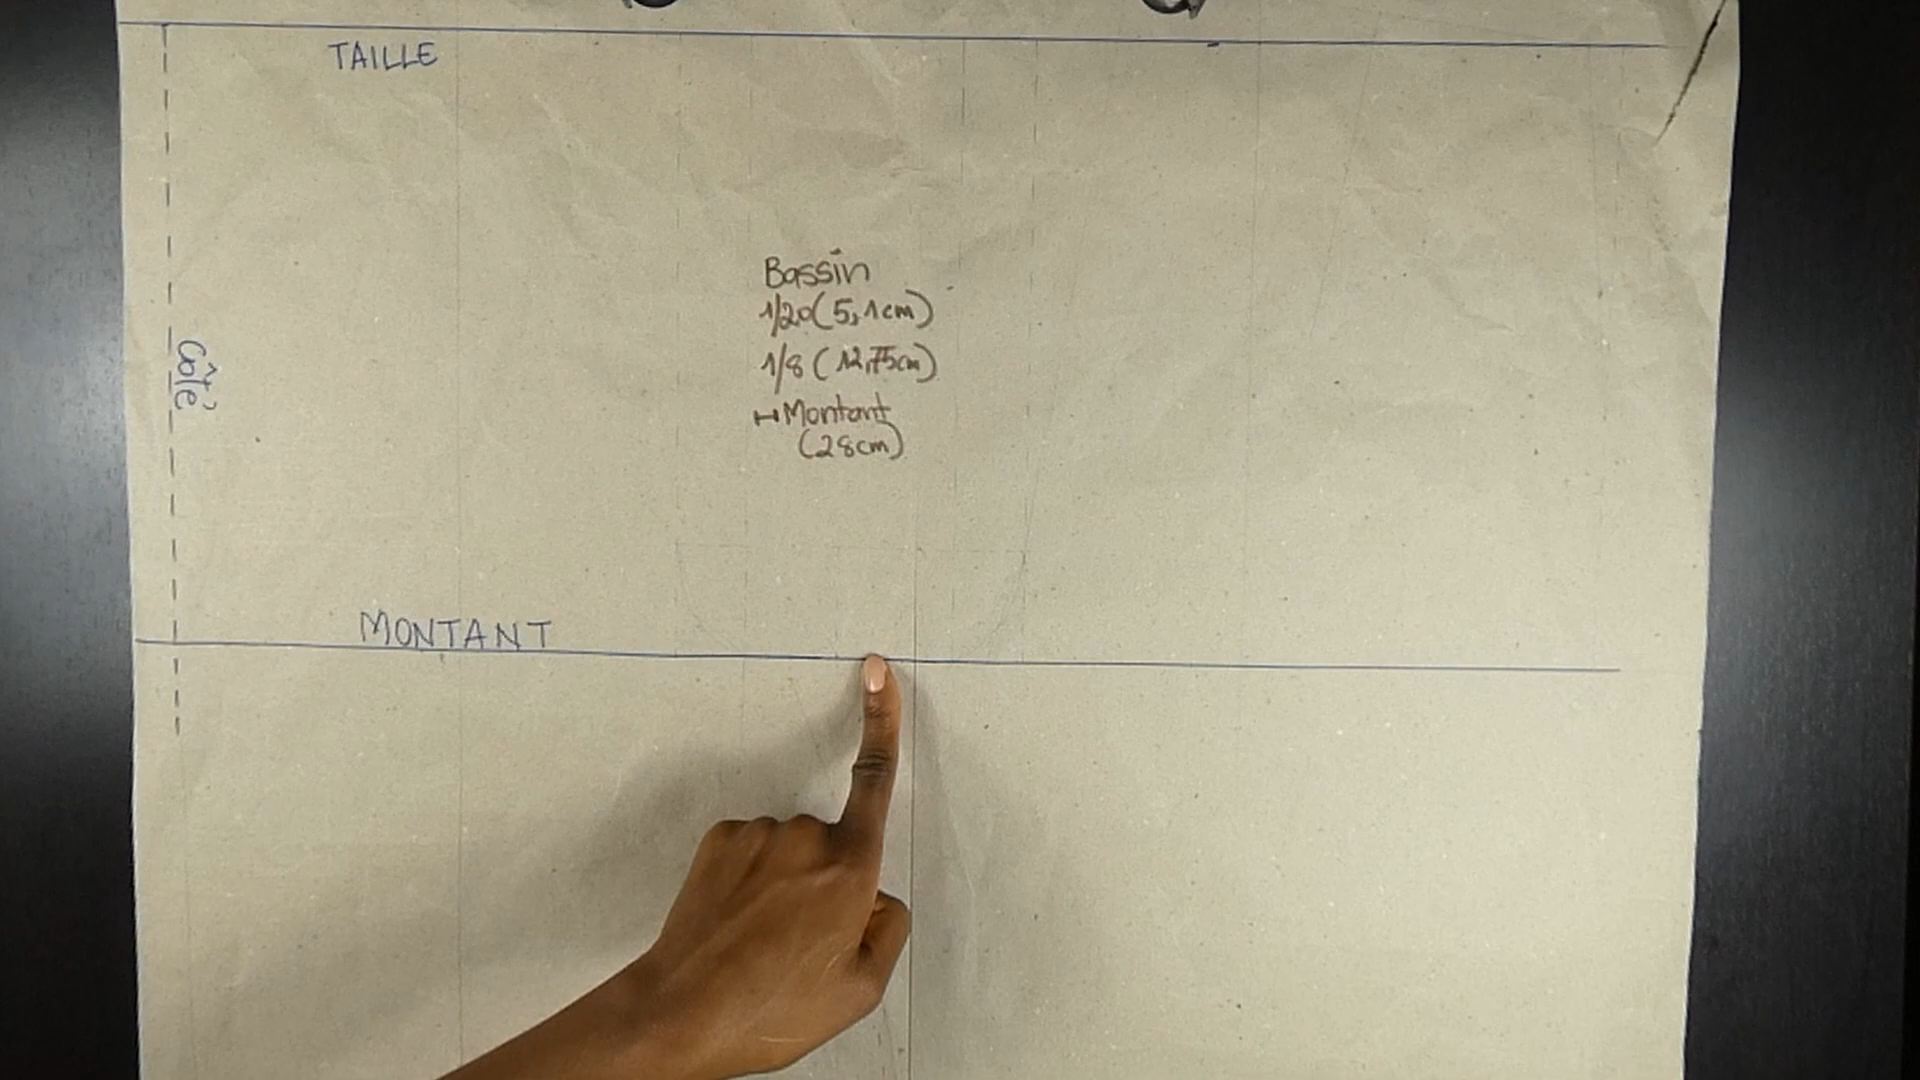 TAILLE
Bassin
1/20 (5,1cm)
1/8 (12,75cm)
Côté
H Montant
(28cm)
MONTANT